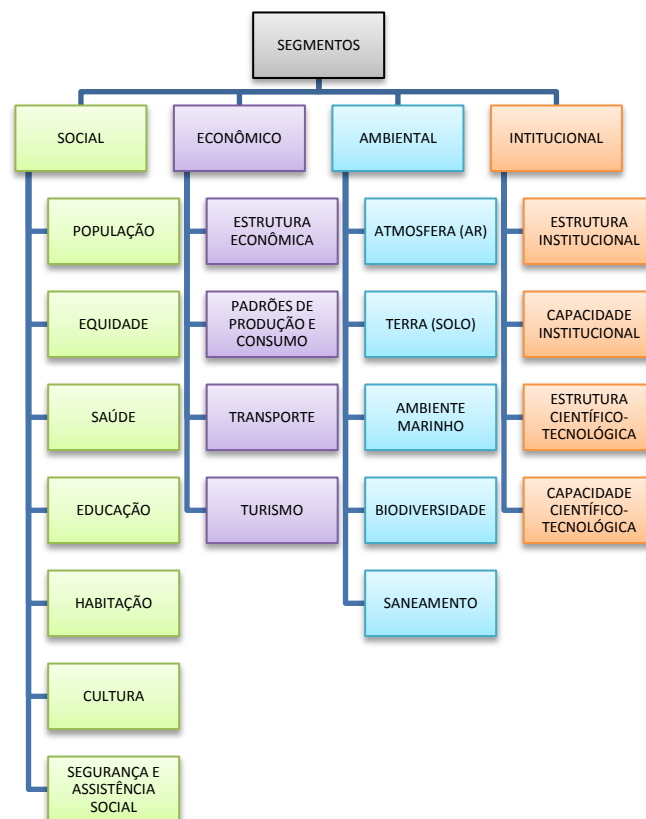 SEGMENTOS
SOCIAL
POPULAÇÃO
EQUIDADE
SAÚDE
EDUCAÇÃO
HABITAÇÃO
CULTURA
SEGURANÇA E
ASSISTÊNCIA
SOCIAL
ECONÔMICO
ESTRUTURA
ECONÔMICA
PADRÕES DE
PRODUÇÃO E
CONSUMO
TRANSPORTE
TURISMO
AMBIENTAL
ATMOSFERA (AR)
TERRA (SOLO)
AMBIENTE
MARINHO
BIODIVERSIDADE
SANEAMENTO
INTITUCIONAL
ESTRUTURA
INSTITUCIONAL
CAPACIDADE
INSTITUCIONAL
ESTRUTURA
CIENTÍFICO-
TECNOLÓGICA
CAPACIDADE
CIENTÍFICO-
TECNOLÓGICA